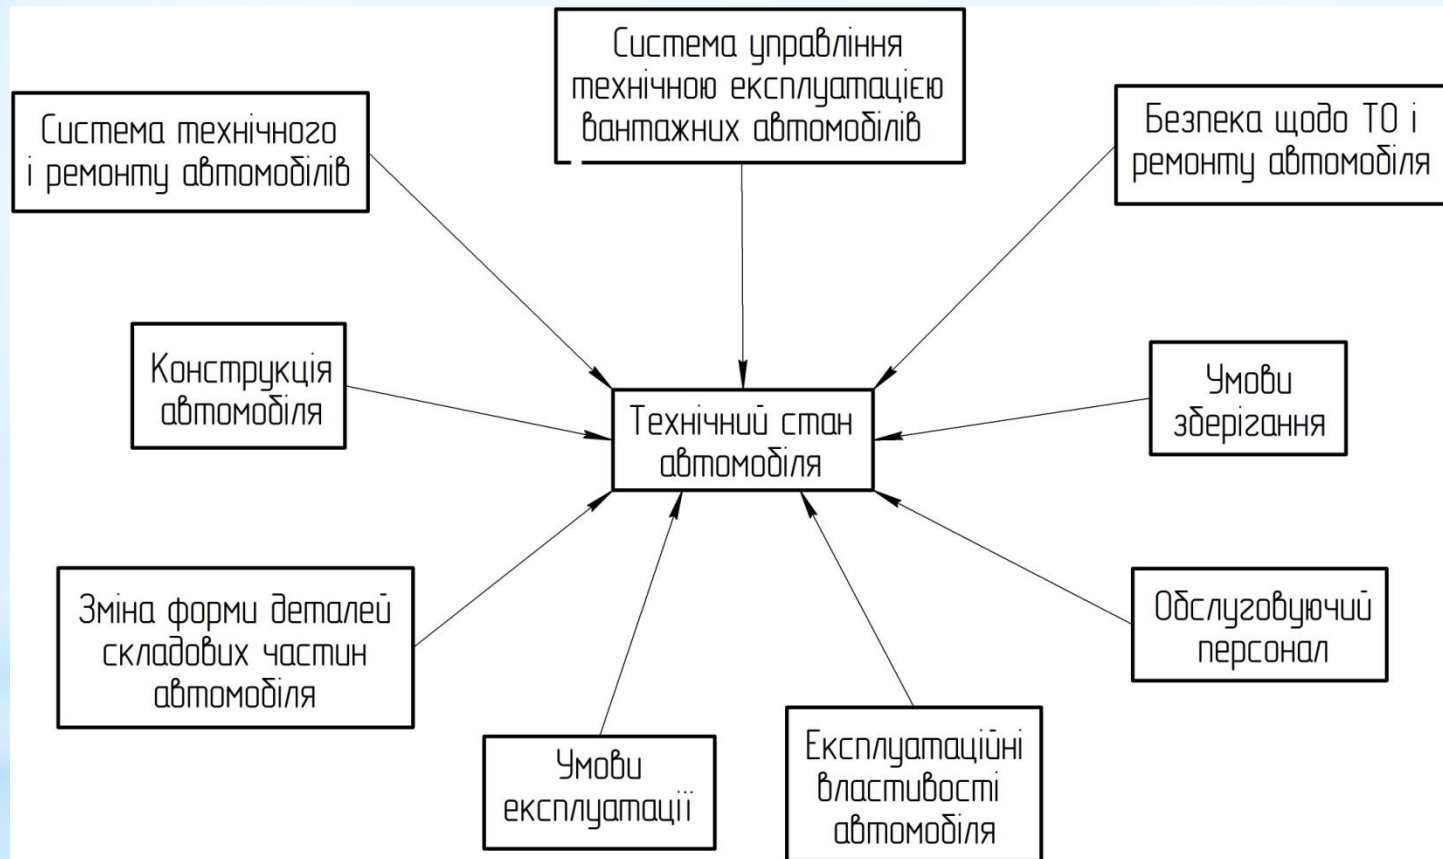 Система управління
технічною експлуатацією
вантажних автомобілів
Система технічного
і ремонту автомобілів
Безпека щодо ТО і
ремонту автомобіля
Конструкція
автомобіля
Технічний стан
автомобіля
Умови
зберігання
Зміна форми деталей
складових частин
автомобіля
Умови
експлуатації
Експлуатаційні
властивості
автомобіля
Обслуговуючий
персонал